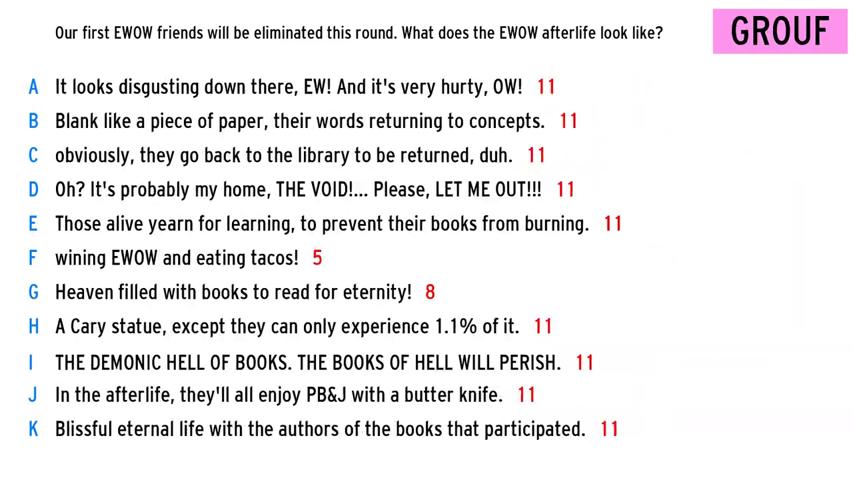 Our first EWOW friends will be eliminated this round. What does the EWOW afterlife look like?
GROUF
A It looks disgusting down there, EW! And it's very hurty, OW! 11
B Blank like a piece of paper, their words returning to concepts. 11
C obviously, they go back to the library to be returned, duh. 11
D Oh? It's probably my home, THE VOID!... Please, LET ME OUT!!! 11
E Those alive yearn for learning, to prevent their books from burning. 11
F wining EWOW and eating tacos! 5
G Heaven filled with books to read for eternity! 8
H A Cary statue, except they can only experience 1.1% of it. 11
I THE DEMONIC HELL OF BOOKS. THE BOOKS OF HELL WILL PERISH. 11
J In the afterlife, they'll all enjoy PB&J with a butter knife. 11
K Blissful eternal life with the authors of the books that participated. 11